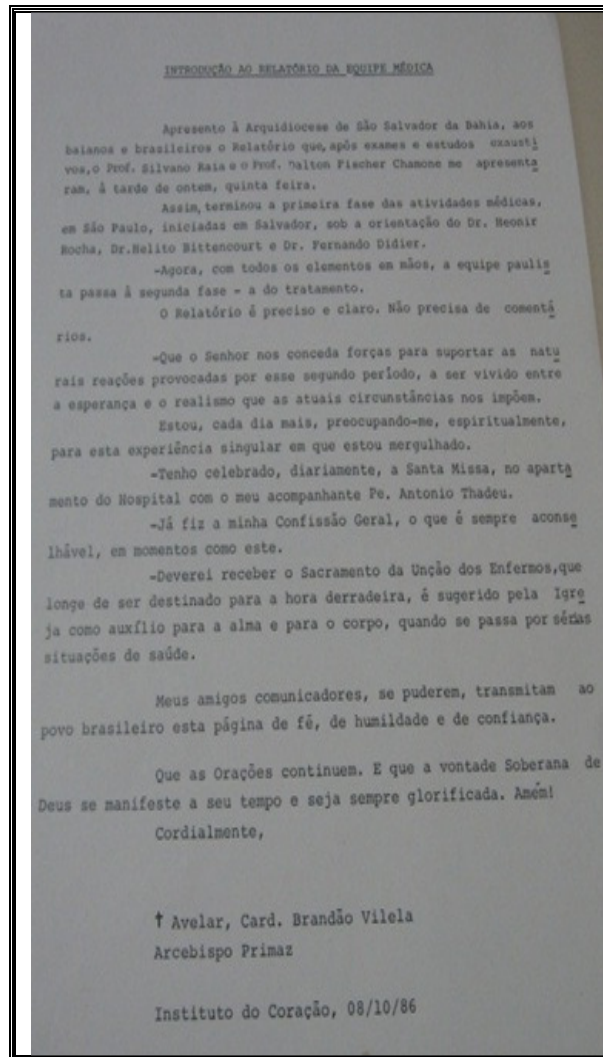 INTRODUÇÃO AO RELATÓRIO DA EQUIPE MÉDICA
Apresento à Arquidiocese de São Salvador da Bahia, aos
baianos e brasileiros o Relatório que, após exames e estudos exausti
vos, o Prof. Silvano Raia e o Prof. Dalton Fischer Chamone me apresenta
ram, à tarde de ontem, quinta feira.
Assim, terminou a primeira fase das atividades médicas,
em São Paulo, iniciadas em Salvador, sob a orientação do Dr. Heonir
Rocha, Dr. Helito Bittencourt e Dr. Fernando Didier.
-Agora, com todos os elementos em mãos, a equipe paulis
ta passa à segunda fase - a do tratamento.
O Relatório é preciso e claro. Não precisa de comentá
rios.
-Que o Senhor nos conceda forças para suportar as natu
rais reações provocadas por esse segundo período, a ser vivido entre
a esperança e o realismo que as atuais circunstâncias nos impõem.
Estou, cada dia mais, preocupando-me, espiritualmente,
para esta experiência singular em que estou mergulhado.
-Tenho celebrado, diariamente, a Santa Missa, no aparta
mento do Hospital com o meu acompanhante Pe. Antonio Thadeu.
-Já fiz a minha Confissão Geral, o que é sempre aconse
lhável, em momentos como este.
-Deverei receber o Sacramento da Unção dos Enfermos, que
longe de ser destinado para a hora derradeira, é sugerido pela Igre
ja como auxílio para a alma e para o corpo, quando se passa por sérias
situações de saúde.
Meus amigos comunicadores, se puderem, transmitam ao
povo brasileiro esta página de fé, de humildade e de confiança.
Que as Orações continuem. E que a vontade Soberana de
Deus se manifeste a seu tempo e seja sempre glorificada. Amém!
Cordialmente,
† Avelar, Card. Brandão Vilela
Arcebispo Primaz
Instituto do Coração, 08/10/86